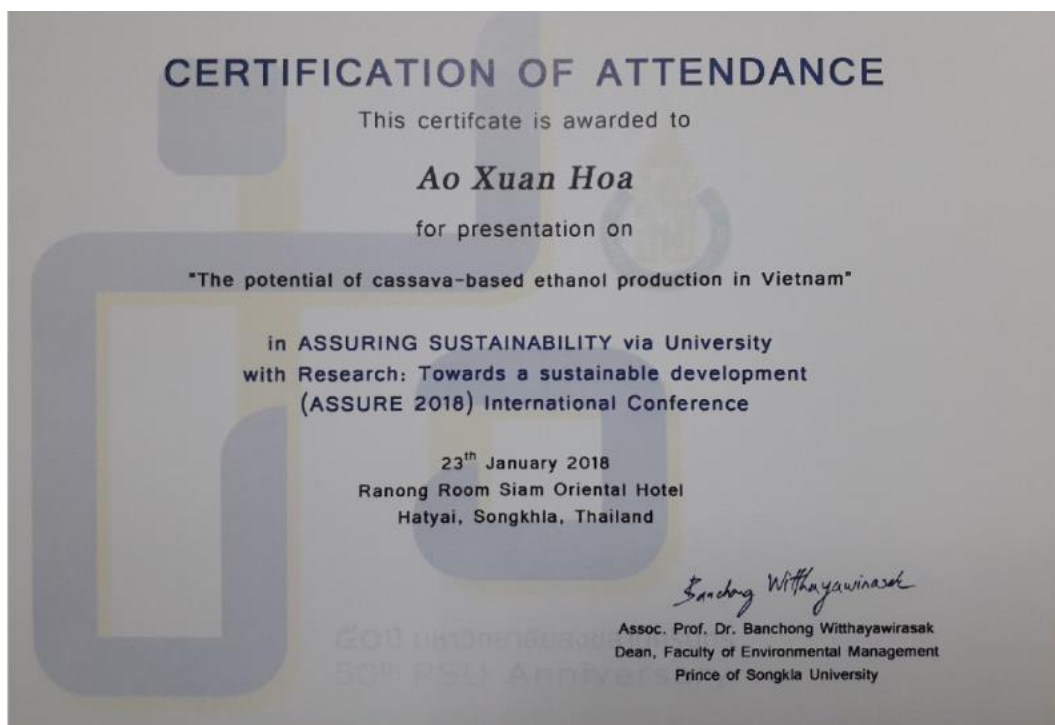 CERTIFICATION OF ATTENDANCE
This certifcate is awarded to
Ao Xuan Hoa
for presentation on
"The potential of cassava-based ethanol production in Vietnam"
in ASSURING SUSTAINABILITY via University
with Research: Towards a sustainable development
(ASSURE 2018) International Conference
23th January 2018
Ranong Room Siam Oriental Hotel
Hatyai, Songkhla, Thailand
Banchong Witthayawirasak
Assoc. Prof. Dr. Banchong Witthayawirasak
Dean, Faculty of Environmental Management
Prince of Songkla University
50th PSU Anniversary